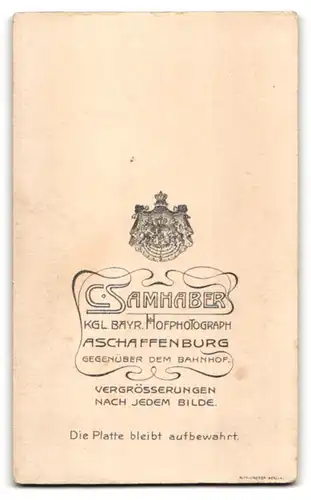 C. SAMHABER
KGL. BAYR. HOFPHOTOGRAPH
ASCHAFFENBURG
GEGENÜBER DEM BAHNHOF.
VERGRÖSSERUNGEN
NACH JEDEM BILDE.
Die Platte bleibt aufbewahrt.